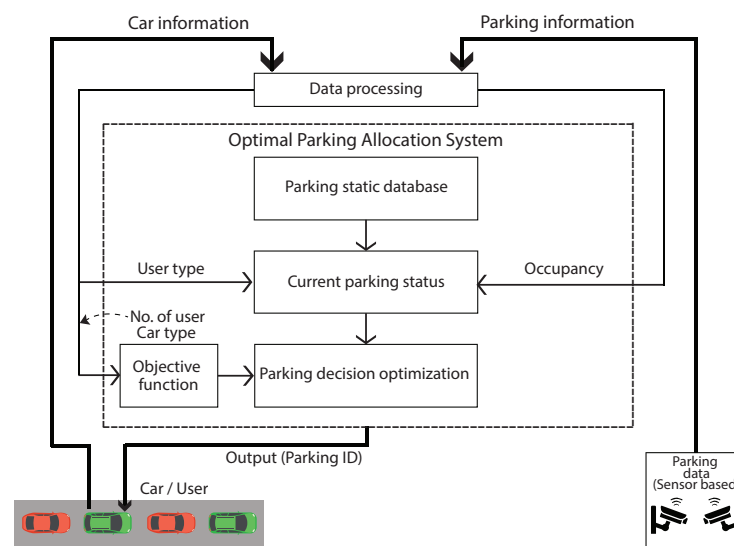 Car information
Parking information
Data processing
Optimal Parking Allocation System
Parking static database
User type
Current parking status
Occupancy
No. of user
Car type
Objective
function
Parking decision optimization
Output (Parking ID)
Car / User
Parking
data
(Sensor based)